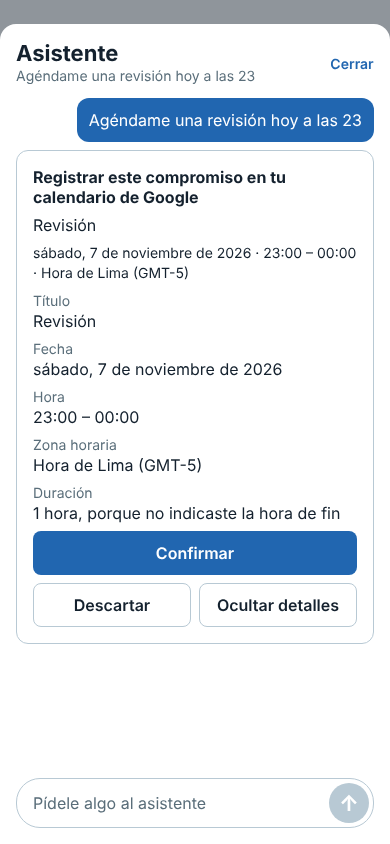 Asistente
Agéndame una revisión hoy a las 23
Cerrar
Agéndame una revisión hoy a las 23
Registrar este compromiso en tu
calendario de Google
Revisión
sábado, 7 de noviembre de 2026 · 23:00 – 00:00
· Hora de Lima (GMT-5)
Título
Revisión
Fecha
sábado, 7 de noviembre de 2026
Hora
23:00 – 00:00
Zona horaria
Hora de Lima (GMT-5)
Duración
1 hora, porque no indicaste la hora de fin
Confirmar
Descartar
Ocultar detalles
Pídele algo al asistente